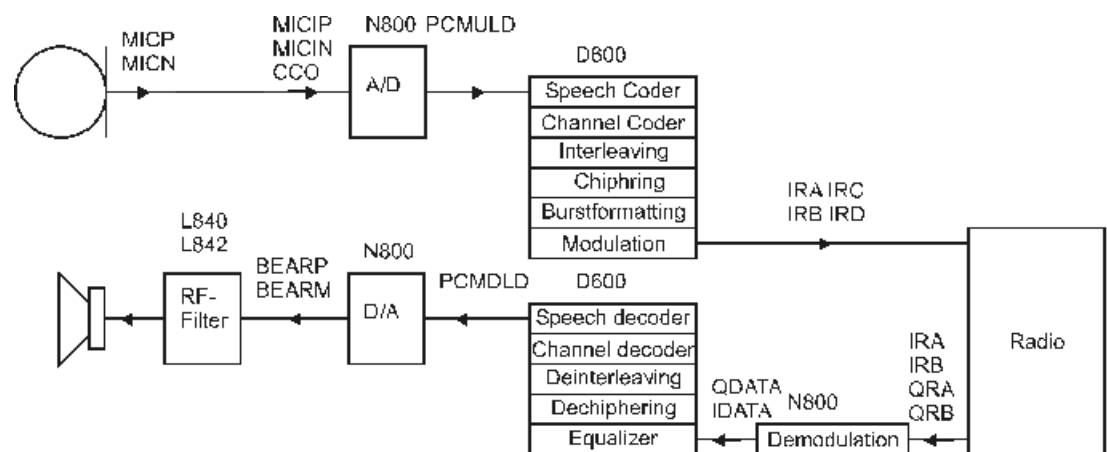 MICIP N800 PCMULD
MICP MICIN
MICN CCO
D600
A/D
Speech Coder
Channel Coder
Interleaving
Chiphring
Burstformatting
Modulation
IRA IRC
IRB IRD
L840
L842
N800
BEARP
BEARM
PCMDLD
D600
RF-
Filter
D/A
Speech decoder
Channel decoder
Deinterleaving
Dechiphering
Equalizer
Radio
IRA
IRB
QRA
QRB
QDATA
IDATA
N800
Demodulation